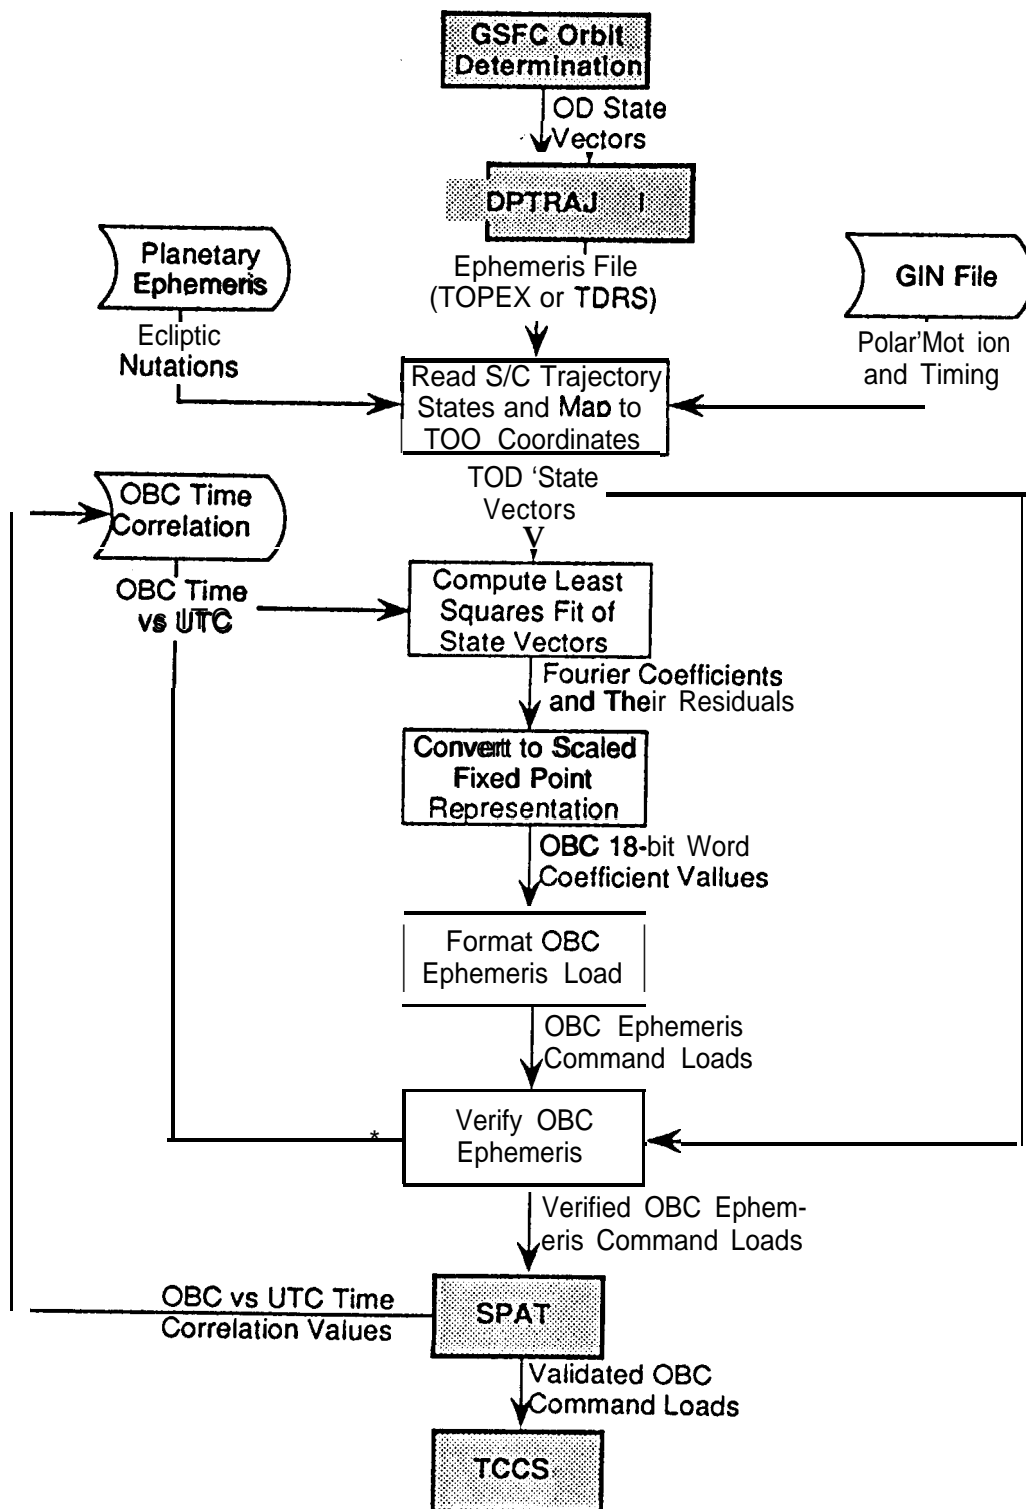 GSFC Orbit
Determination
OD State
Vectors
DPTRAJ I
Planetary
Ephemeris
Ephemeris File
(TOPEX or TDRS)
GIN File
Ecliptic
Nutations
Polar'Mot ion
and Timing
Read S/C Trajectory
States and Map to
TOO Coordinates
TOD 'State
Vectors
V
OBC Time
Correlation
OBC Time
vs UTC
Compute Least
Squares Fit of
State Vectors
Fourier Coefficients
and Their Residuals
Convertt to Scaled
Fixed Point
Representation
OBC 18-bit Word
Coefficient Vallues
Format OBC
Ephemeris Load
OBC Ephemeris
Command Loads
Verify OBC
Ephemeris
*
Verified OBC Ephem-
eris Command Loads
OBC vs UTC Time
Correlation Values
SPAT
Validated OBC
Command Loads
TCCS